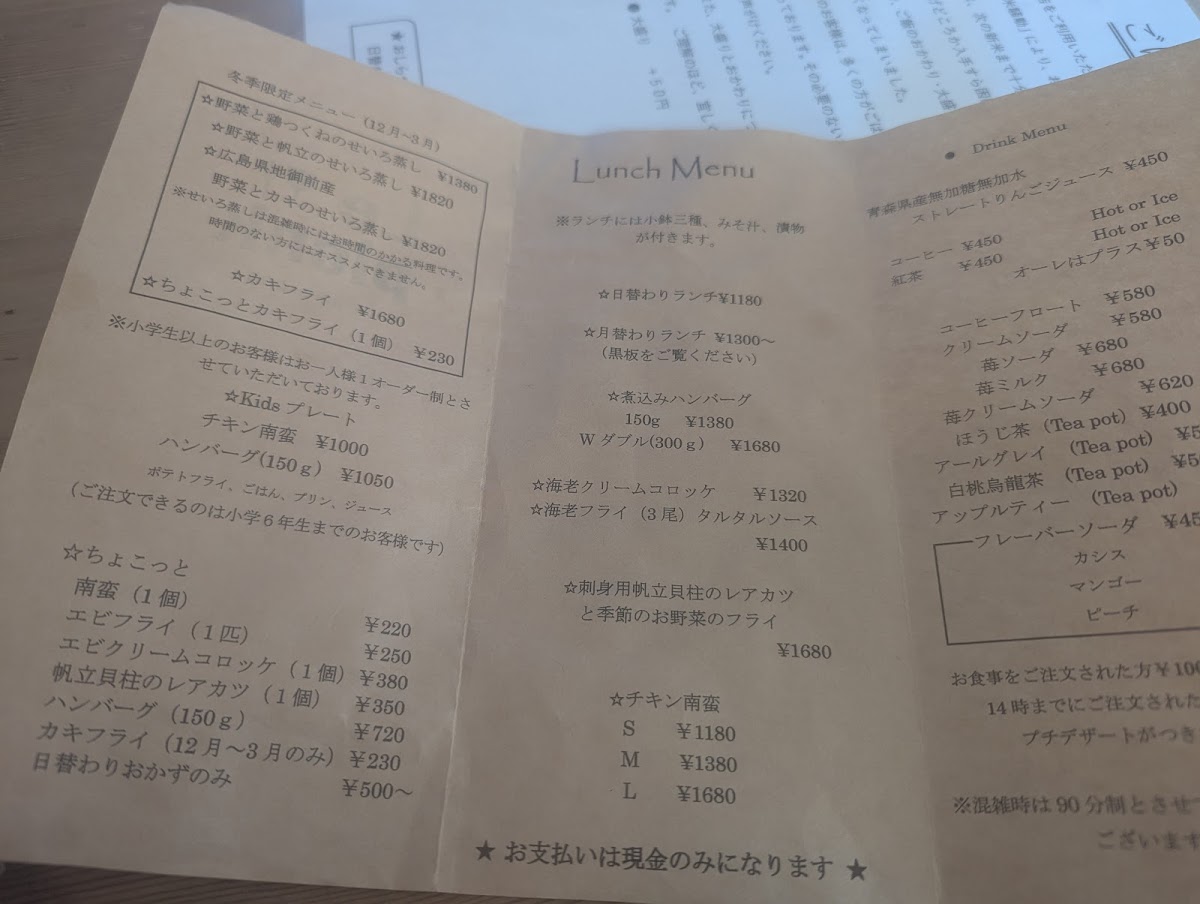 冬季限定メニュー（12月~3月）
☆野菜と鶏つくねのせいろ蒸し ¥1380
☆野菜と帆立のせいろ蒸し ¥1820
☆広島県地御前産
野菜とカキのせいろ蒸し ¥1820
※せいろ蒸しは混雑時にはお時間のかかる料理です。
時間のない方にはオススメできません。
☆カキフライ ¥1680
☆ちょこっとカキフライ（1個） ¥230
※小学生以上のお客様はお一人様1オーダー制とさ
せていただいております。
☆Kids プレート
チキン南蛮 ¥1000
ハンバーグ(150ｇ) ¥1050
ポテトフライ、ごはん、プリン、ジュース
（ご注文できるのは小学６年生までのお客様です）
☆ちょこっと
南蛮（1個） ¥220
エビフライ（１匹） ¥250
エビクリームコロッケ（１個） ¥380
帆立貝柱のレアカツ（１個） ¥350
ハンバーグ（150ｇ） ¥720
カキフライ（12月～3月のみ） ¥230
日替わりおかずのみ ¥500～
Lunch Menu
※ランチには小鉢三種、みそ汁、漬物
が付きます。
☆日替わりランチ¥1180
☆月替わりランチ ¥1300～
（黒板をご覧ください）
☆煮込みハンバーグ
150g ¥1380
W ダブル(300ｇ) ¥1680
☆海老クリームコロッケ ¥1320
☆海老フライ（3尾）タルタルソース
¥1400
☆刺身用帆立貝柱のレアカツ
と季節のお野菜のフライ
¥1680
☆チキン南蛮
S ¥1180
M ¥1380
L ¥1680
★ お支払いは現金のみになります ★
● Drink Menu
青森県産無加糖無加水
ストレートりんごジュース ¥450
コーヒー ¥450 Hot or Ice
紅茶 ¥450 Hot or Ice
オーレはプラス¥50
コーヒーフロート ¥580
クリームソーダ ¥580
苺ソーダ ¥680
苺ミルク ¥680
苺クリームソーダ ¥620
ほうじ茶（Tea pot）¥400
アールグレイ （Tea pot） ¥5
白桃烏龍茶 （Tea pot） ¥5
アップルティー （Tea pot）
フレーバーソーダ ¥45
カシス
マンゴー
ピーチ
お食事をご注文された方¥100
14時までにご注文された
プチデザートがつき
※混雑時は 90 分制とさせて
ございます
● 大盛り +５０円